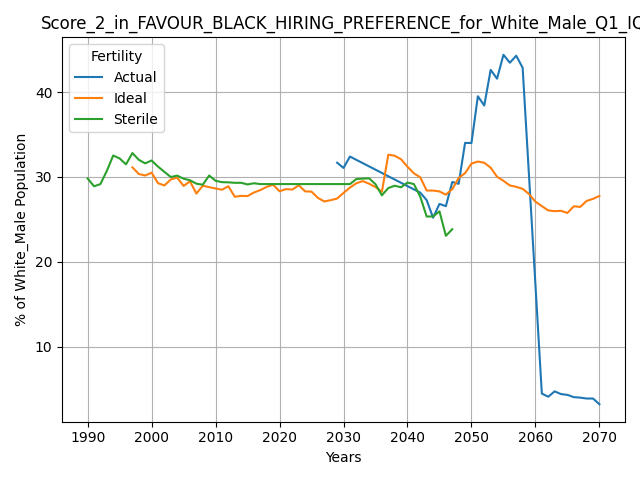 Score_2_in_FAVOUR_BLACK_HIRING_PREFERENCE_for_White_Male_Q1_IQ
Fertility
Actual
Ideal
Sterile
% of White_Male Population
40
30
20
10
1990 2000 2010 2020 2030 2040 2050 2060 2070
Years